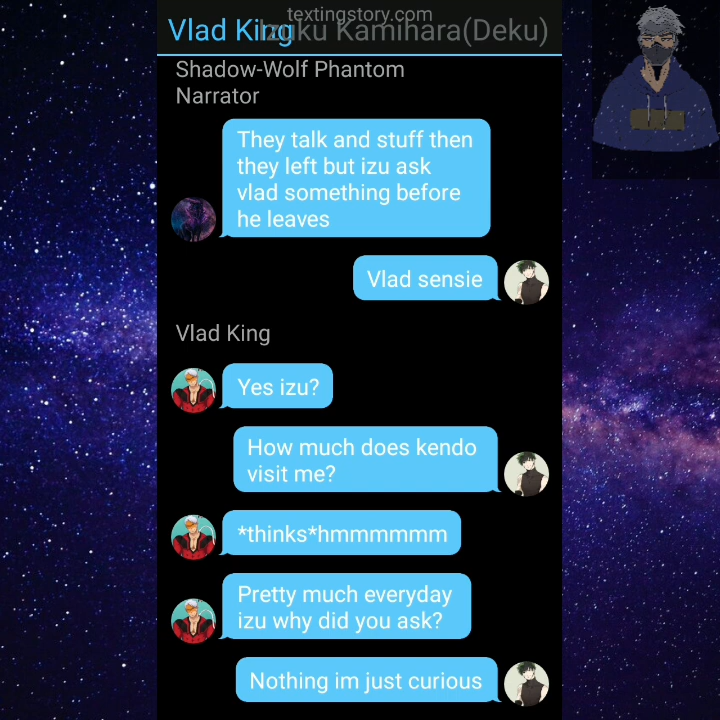 textingstory.com
Vlad King
Izuku Kamihara(Deku)
Shadow-Wolf Phantom
Narrator
They talk and stuff then
they left but izu ask
vlad something before
he leaves
Vlad sensie
Vlad King
Yes izu?
How much does kendo
visit me?
*thinks*hmmmmmm
Pretty much everyday
izu why did you ask?
Nothing im just curious